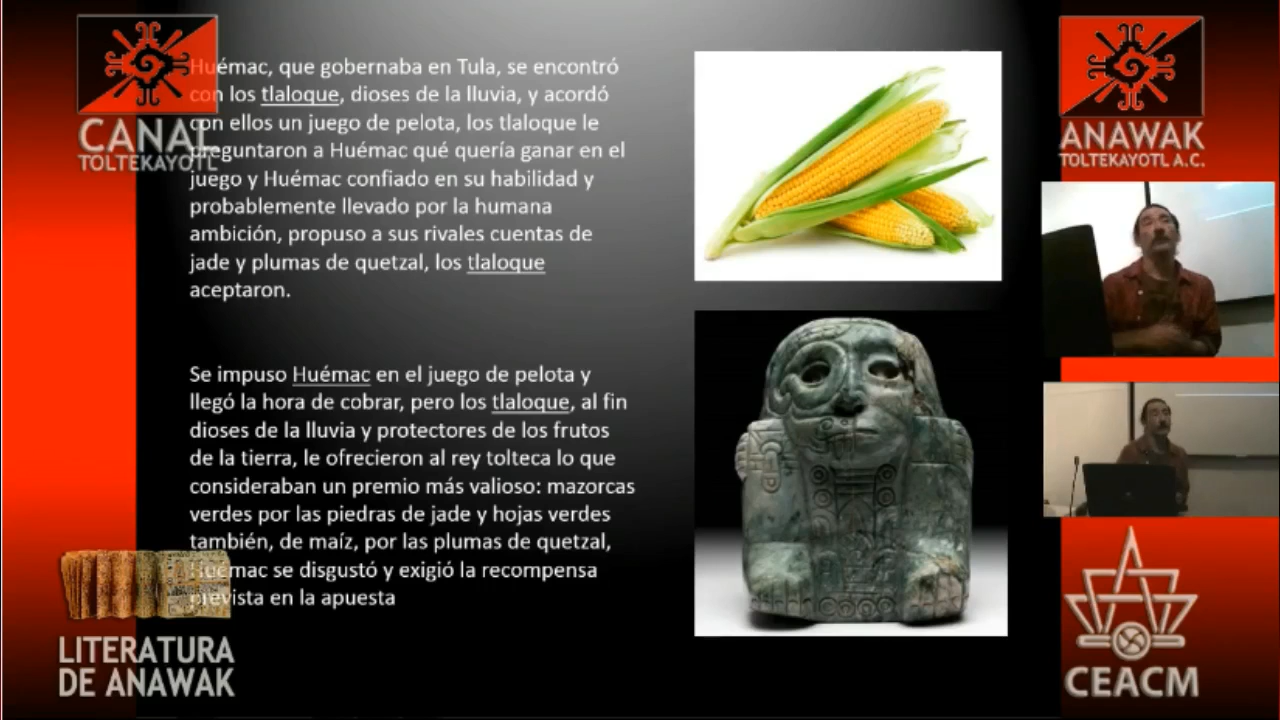 Huémac, que gobernaba en Tula, se encontró
con los tlaloque, dioses de la lluvia, y acordó
con ellos un juego de pelota, los tlaloque le
preguntaron a Huémac qué quería ganar en el
juego y Huémac confiado en su habilidad y
probablemente llevado por la humana
ambición, propuso a sus rivales cuentas de
jade y plumas de quetzal, los tlaloque
aceptaron.
Se impuso Huémac en el juego de pelota y
llegó la hora de cobrar, pero los tlaloque, al fin
dioses de la lluvia y protectores de los frutos
de la tierra, le ofrecieron al rey tolteca lo que
consideraban un premio más valioso: mazorcas
verdes por las piedras de jade y hojas verdes
también, de maíz, por las plumas de quetzal,
Huémac se disgustó y exigió la recompensa
prevista en la apuesta
CANAL
TOLTEKAYOTL
ANAWAK
TOLTEKAYOTL A.C.
LITERATURA
DE ANAWAK
CEACM